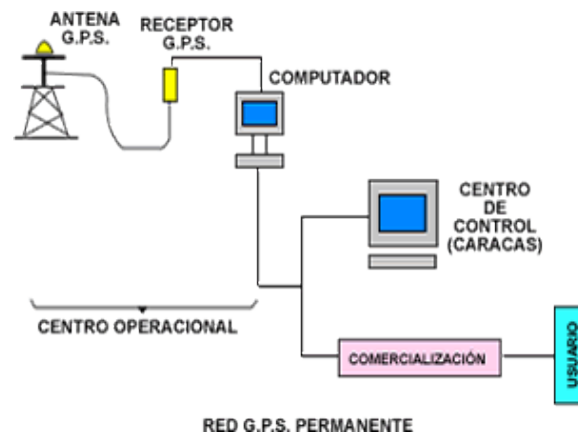 ANTENA
G.P.S.
RECEPTOR
G.P.S.
COMPUTADOR
CENTRO
DE
CONTROL
(CARACAS)
CENTRO OPERACIONAL
COMERCIALIZACIÓN
USUARIO
RED G.P.S. PERMANENTE